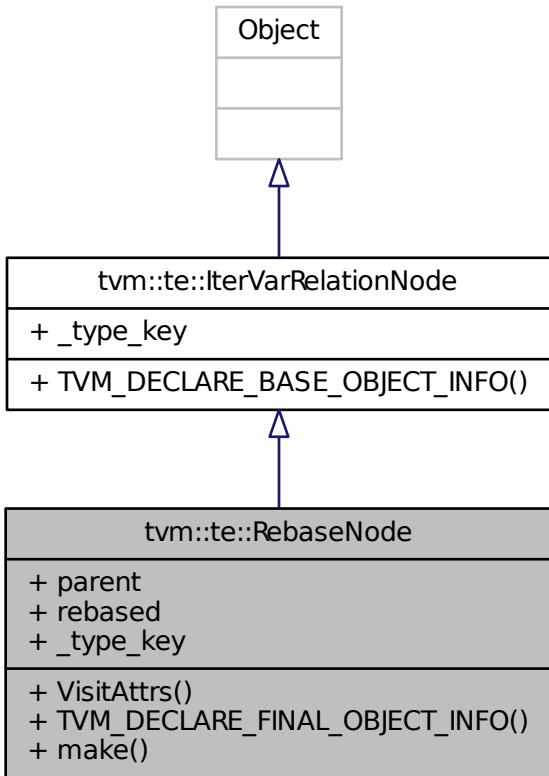 Object
tvm::te::IterVarRelationNode
+ _type_key
+ TVM_DECLARE_BASE_OBJECT_INFO()
tvm::te::RebaseNode
+ parent
+ rebased
+ _type_key
+ VisitAttrs()
+ TVM_DECLARE_FINAL_OBJECT_INFO()
+ make()